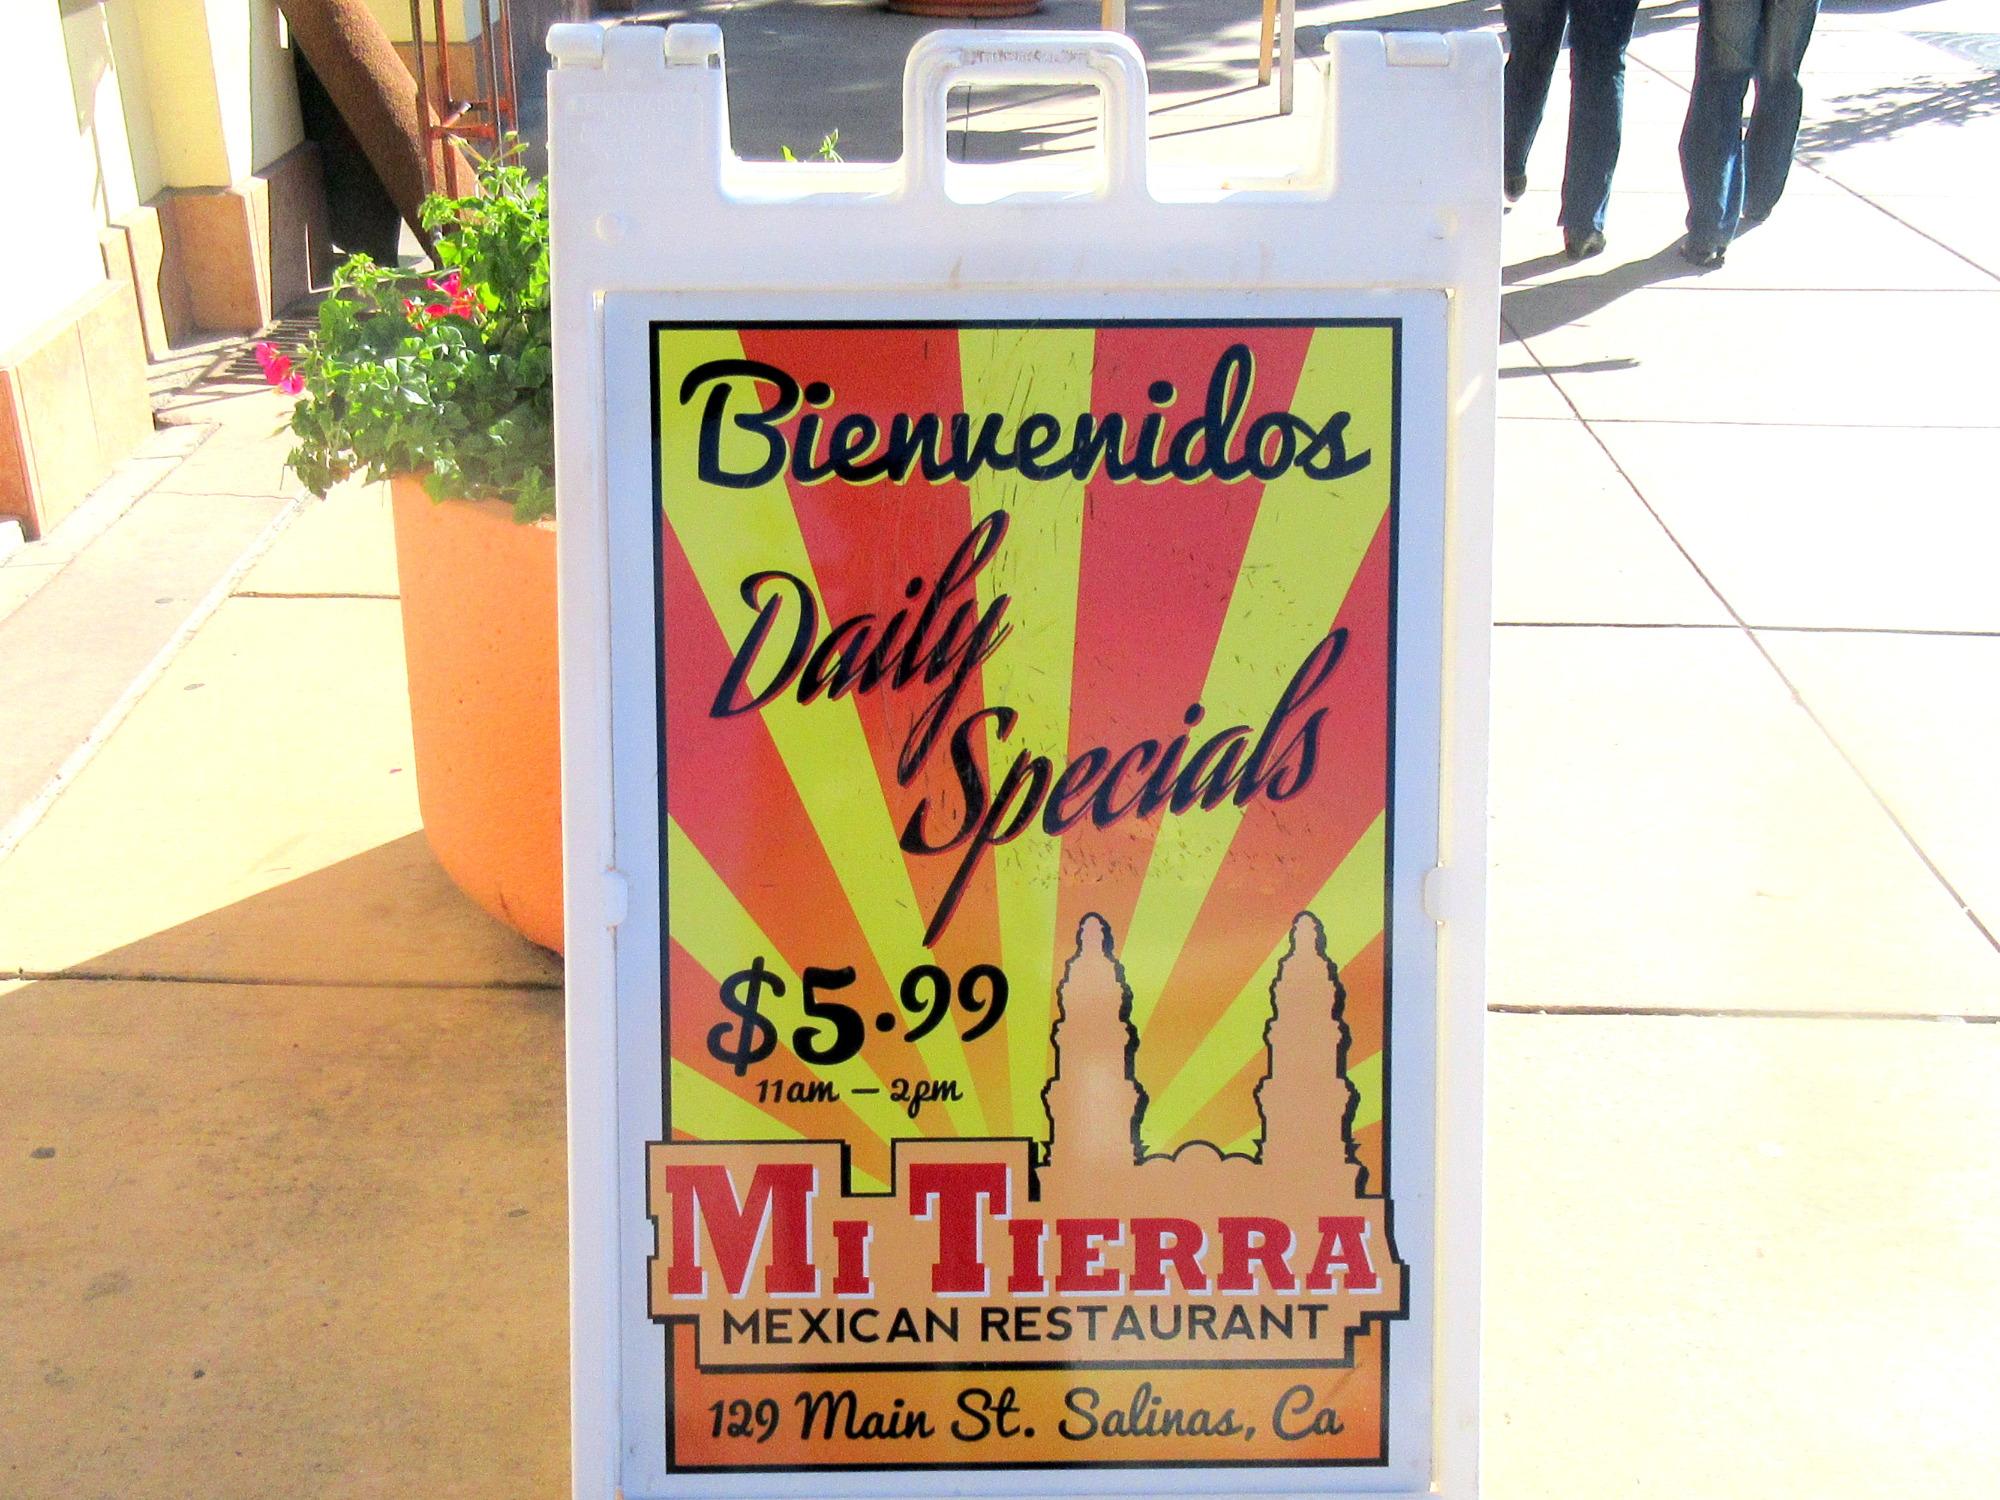 Bienvenidos
Daily
Specials
$5.99
11am – 2pm
MI TIERRA
MEXICAN RESTAURANT
129 Main St. Salinas, Ca